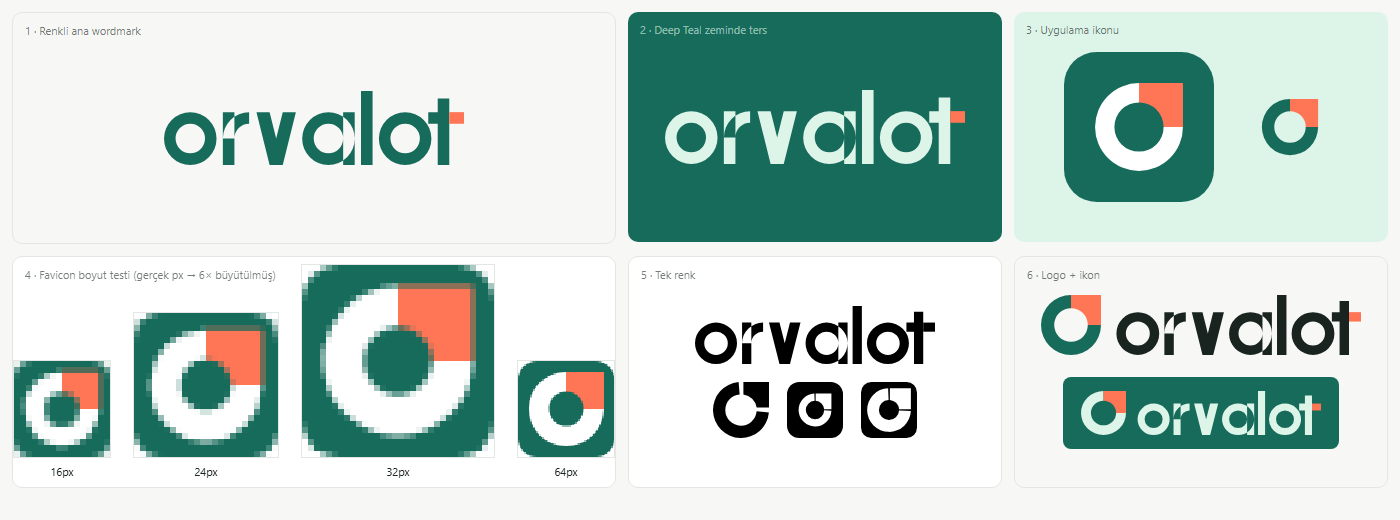 1 · Renkli ana wordmark
orvalot
2 · Deep Teal zeminde ters
orvalot
3 · Uygulama ikonu
4 · Favicon boyut testi (gerçek px → 6× büyütülmüş)
16px
24px
32px
64px
5 · Tek renk
orvalot
6 · Logo + ikon
orvalot
orvalot